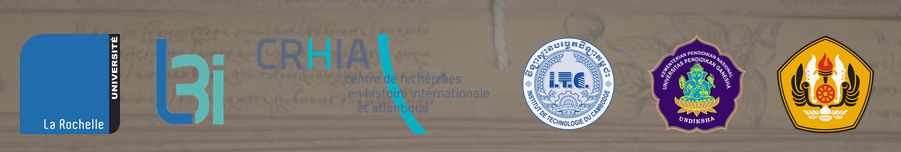 UNIVERSITÉ
La Rochelle
L3i
CRHIA
centre de recherches
en histoire internationale
et atlantique
I.T.C.
INSTITUT DE TECHNOLOGIE DU CAMBODGE
KEMENTERIAN PENDIDIKAN NASIONAL
UNIVERSITAS PENDIDIKAN GANESHA
UNDIKSHA